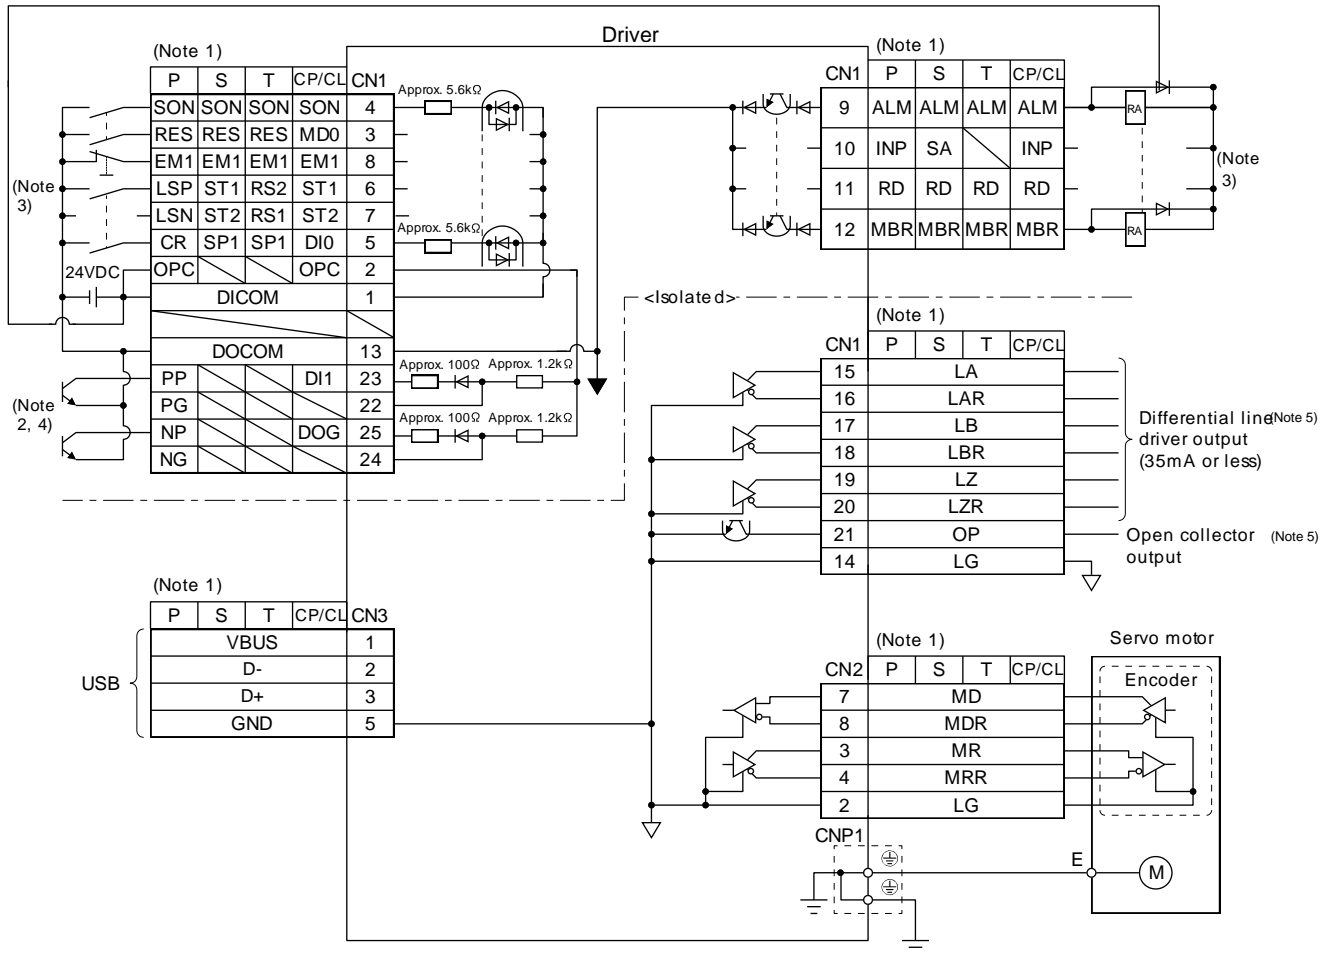 Driver
(Note 1)
P S T CP/CL CN1
SON SON SON SON 4
RES RES RES MD0 3
EM1 EM1 EM1 EM1 8
LSP ST1 RS2 ST1 6
LSN ST2 RS1 ST2 7
CR SP1 SP1 DI0 5
OPC OPC 2
DICOM 1
DOCOM 13
PP DI1 23
PG 22
NP DOG 25
NG 24
(Note
3)
24VDC
(Note
2, 4)
Approx. 5.6kΩ
Approx. 5.6kΩ
Approx. 100Ω Approx. 1.2kΩ
Approx. 100Ω Approx. 1.2kΩ
(Note 1)
CN1 P S T CP/CL
9 ALM ALM ALM ALM
10 INP SA INP
11 RD RD RD RD
12 MBR MBR MBR MBR
RA
RA
(Note
3)
<Isolated>
(Note 1)
CN1 P S T CP/CL
15 LA
16 LAR
17 LB
18 LBR
19 LZ
20 LZR
21 OP
14 LG
Differential line (Note 5)
driver output
(35mA or less)
Open collector (Note 5)
output
(Note 1)
P S T CP/CL CN3
VBUS 1
D- 2
D+ 3
GND 5
USB
(Note 1)
CN2 P S T CP/CL
7 MD
8 MDR
3 MR
4 MRR
2 LG
Servo motor
Encoder
CNP1
E
M